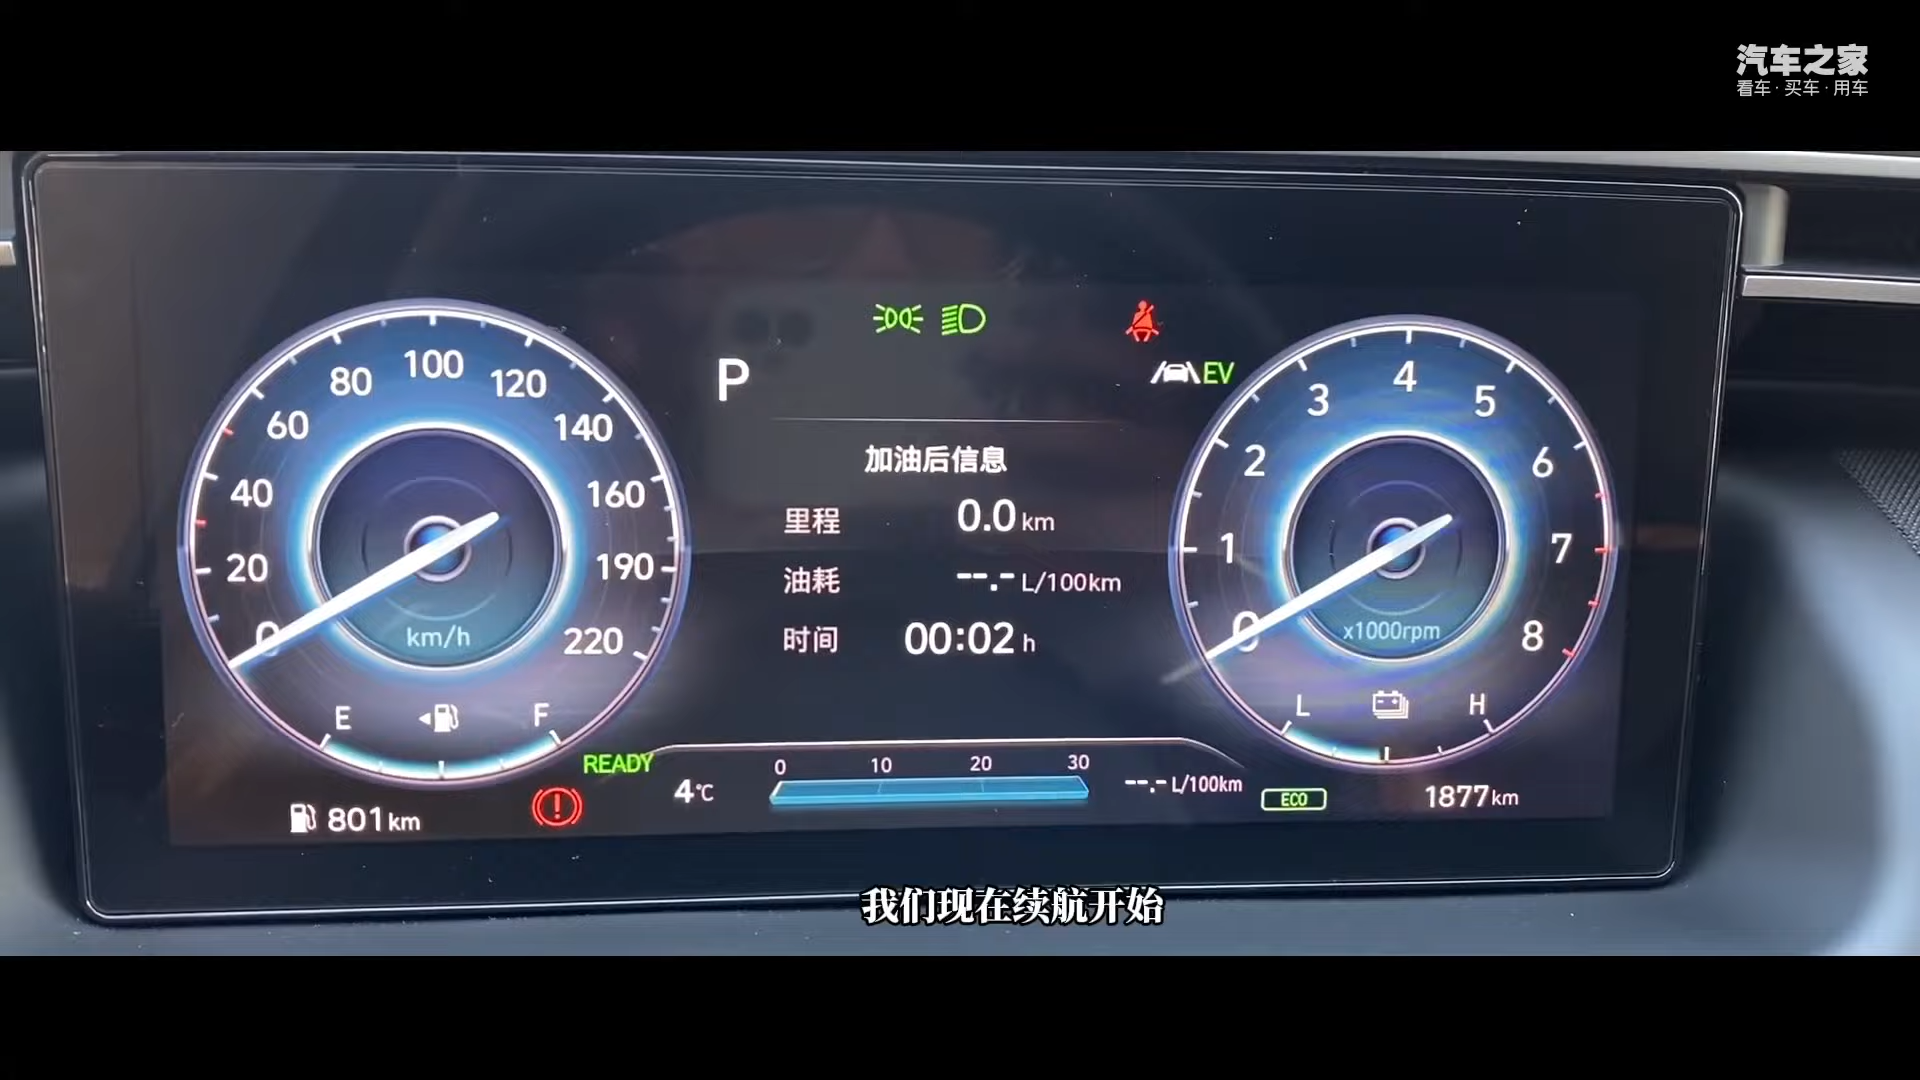 汽车之家
看车·买车·用车
P
EV
加油后信息
里程 0.0 km
油耗 --.- L/100km
时间 00:02 h
0 20 40 60 80 100 120 140 160 190 220
km/h
E F
0 1 2 3 4 5 6 7 8
x1000rpm
L H
READY
801 km
4℃
0 10 20 30
--.- L/100km
ECO
1877 km
我们现在续航开始